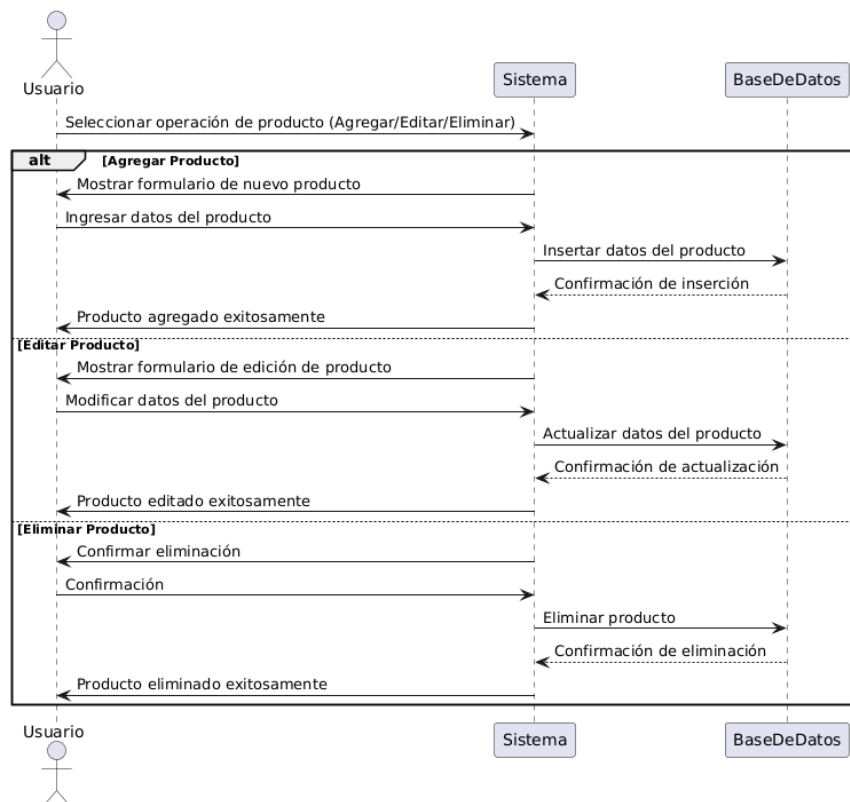 Usuario
Sistema
BaseDeDatos
Seleccionar operación de producto (Agregar/Editar/Eliminar)
alt
[Agregar Producto]
Mostrar formulario de nuevo producto
Ingresar datos del producto
Insertar datos del producto
Confirmación de inserción
Producto agregado exitosamente
[Editar Producto]
Mostrar formulario de edición de producto
Modificar datos del producto
Actualizar datos del producto
Confirmación de actualización
Producto editado exitosamente
[Eliminar Producto]
Confirmar eliminación
Confirmación
Eliminar producto
Confirmación de eliminación
Producto eliminado exitosamente
Usuario
Sistema
BaseDeDatos